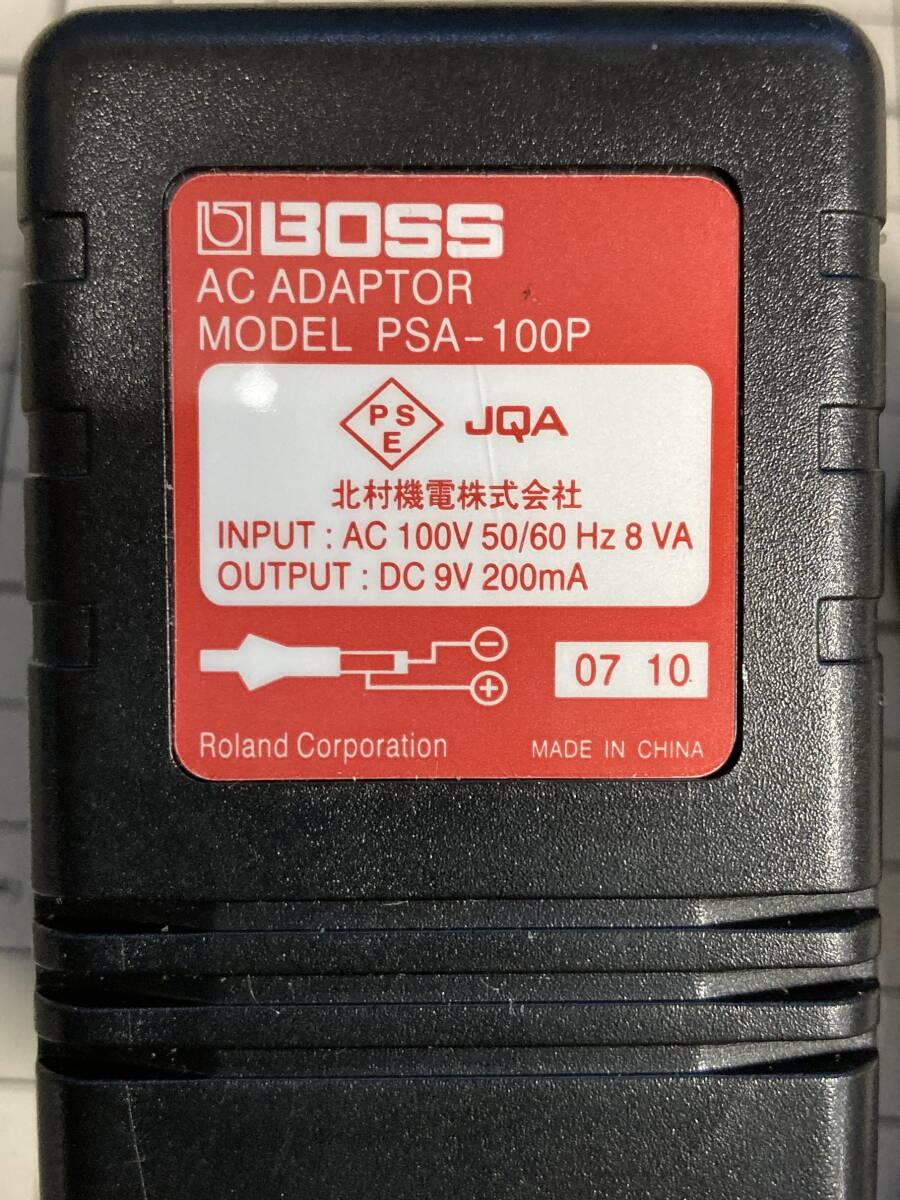 BOSS
AC ADAPTOR
MODEL PSA-100P
PS
E
JQA
北村機電株式会社
INPUT : AC 100V 50/60 Hz 8 VA
OUTPUT : DC 9V 200mA
07 10
Roland Corporation
MADE IN CHINA